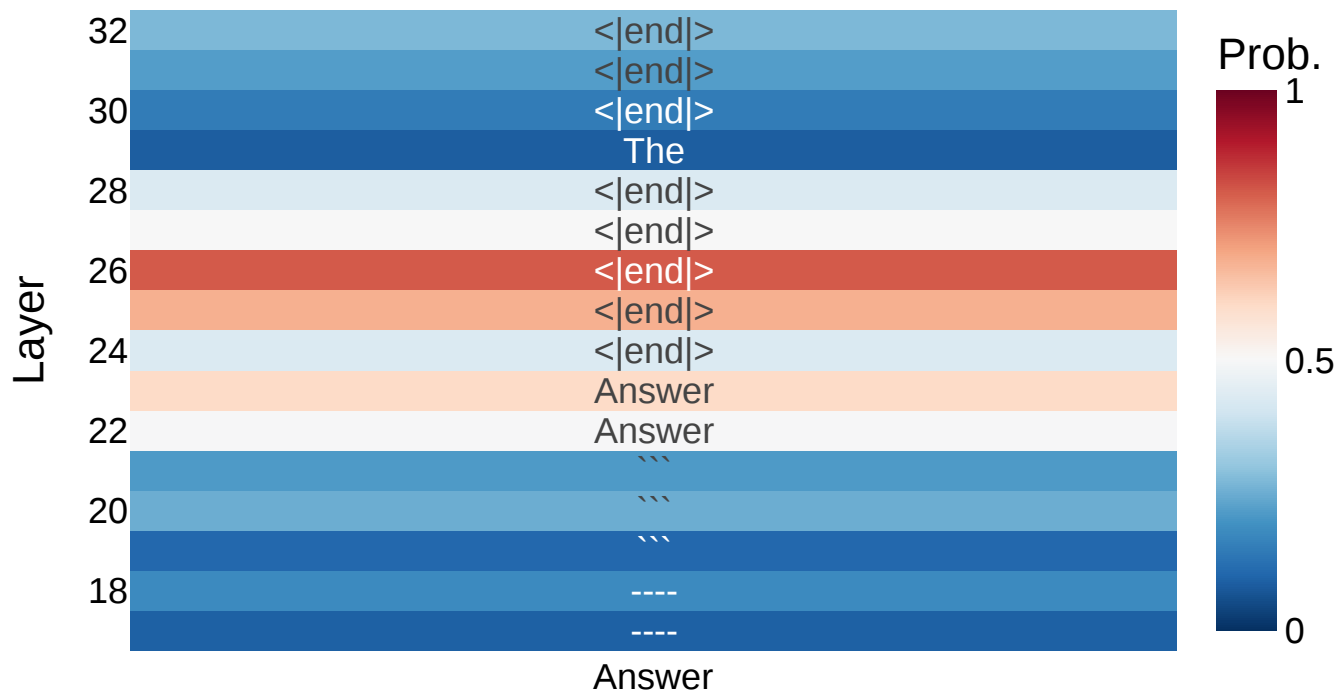 32 <|end|>
<|end|>
30 <|end|>
The
28 <|end|>
<|end|>
26 <|end|>
<|end|>
24 <|end|>
Answer
22 Answer
```
20 ```
```
18 ----
----
Answer
Layer
Prob.
1
0.5
0